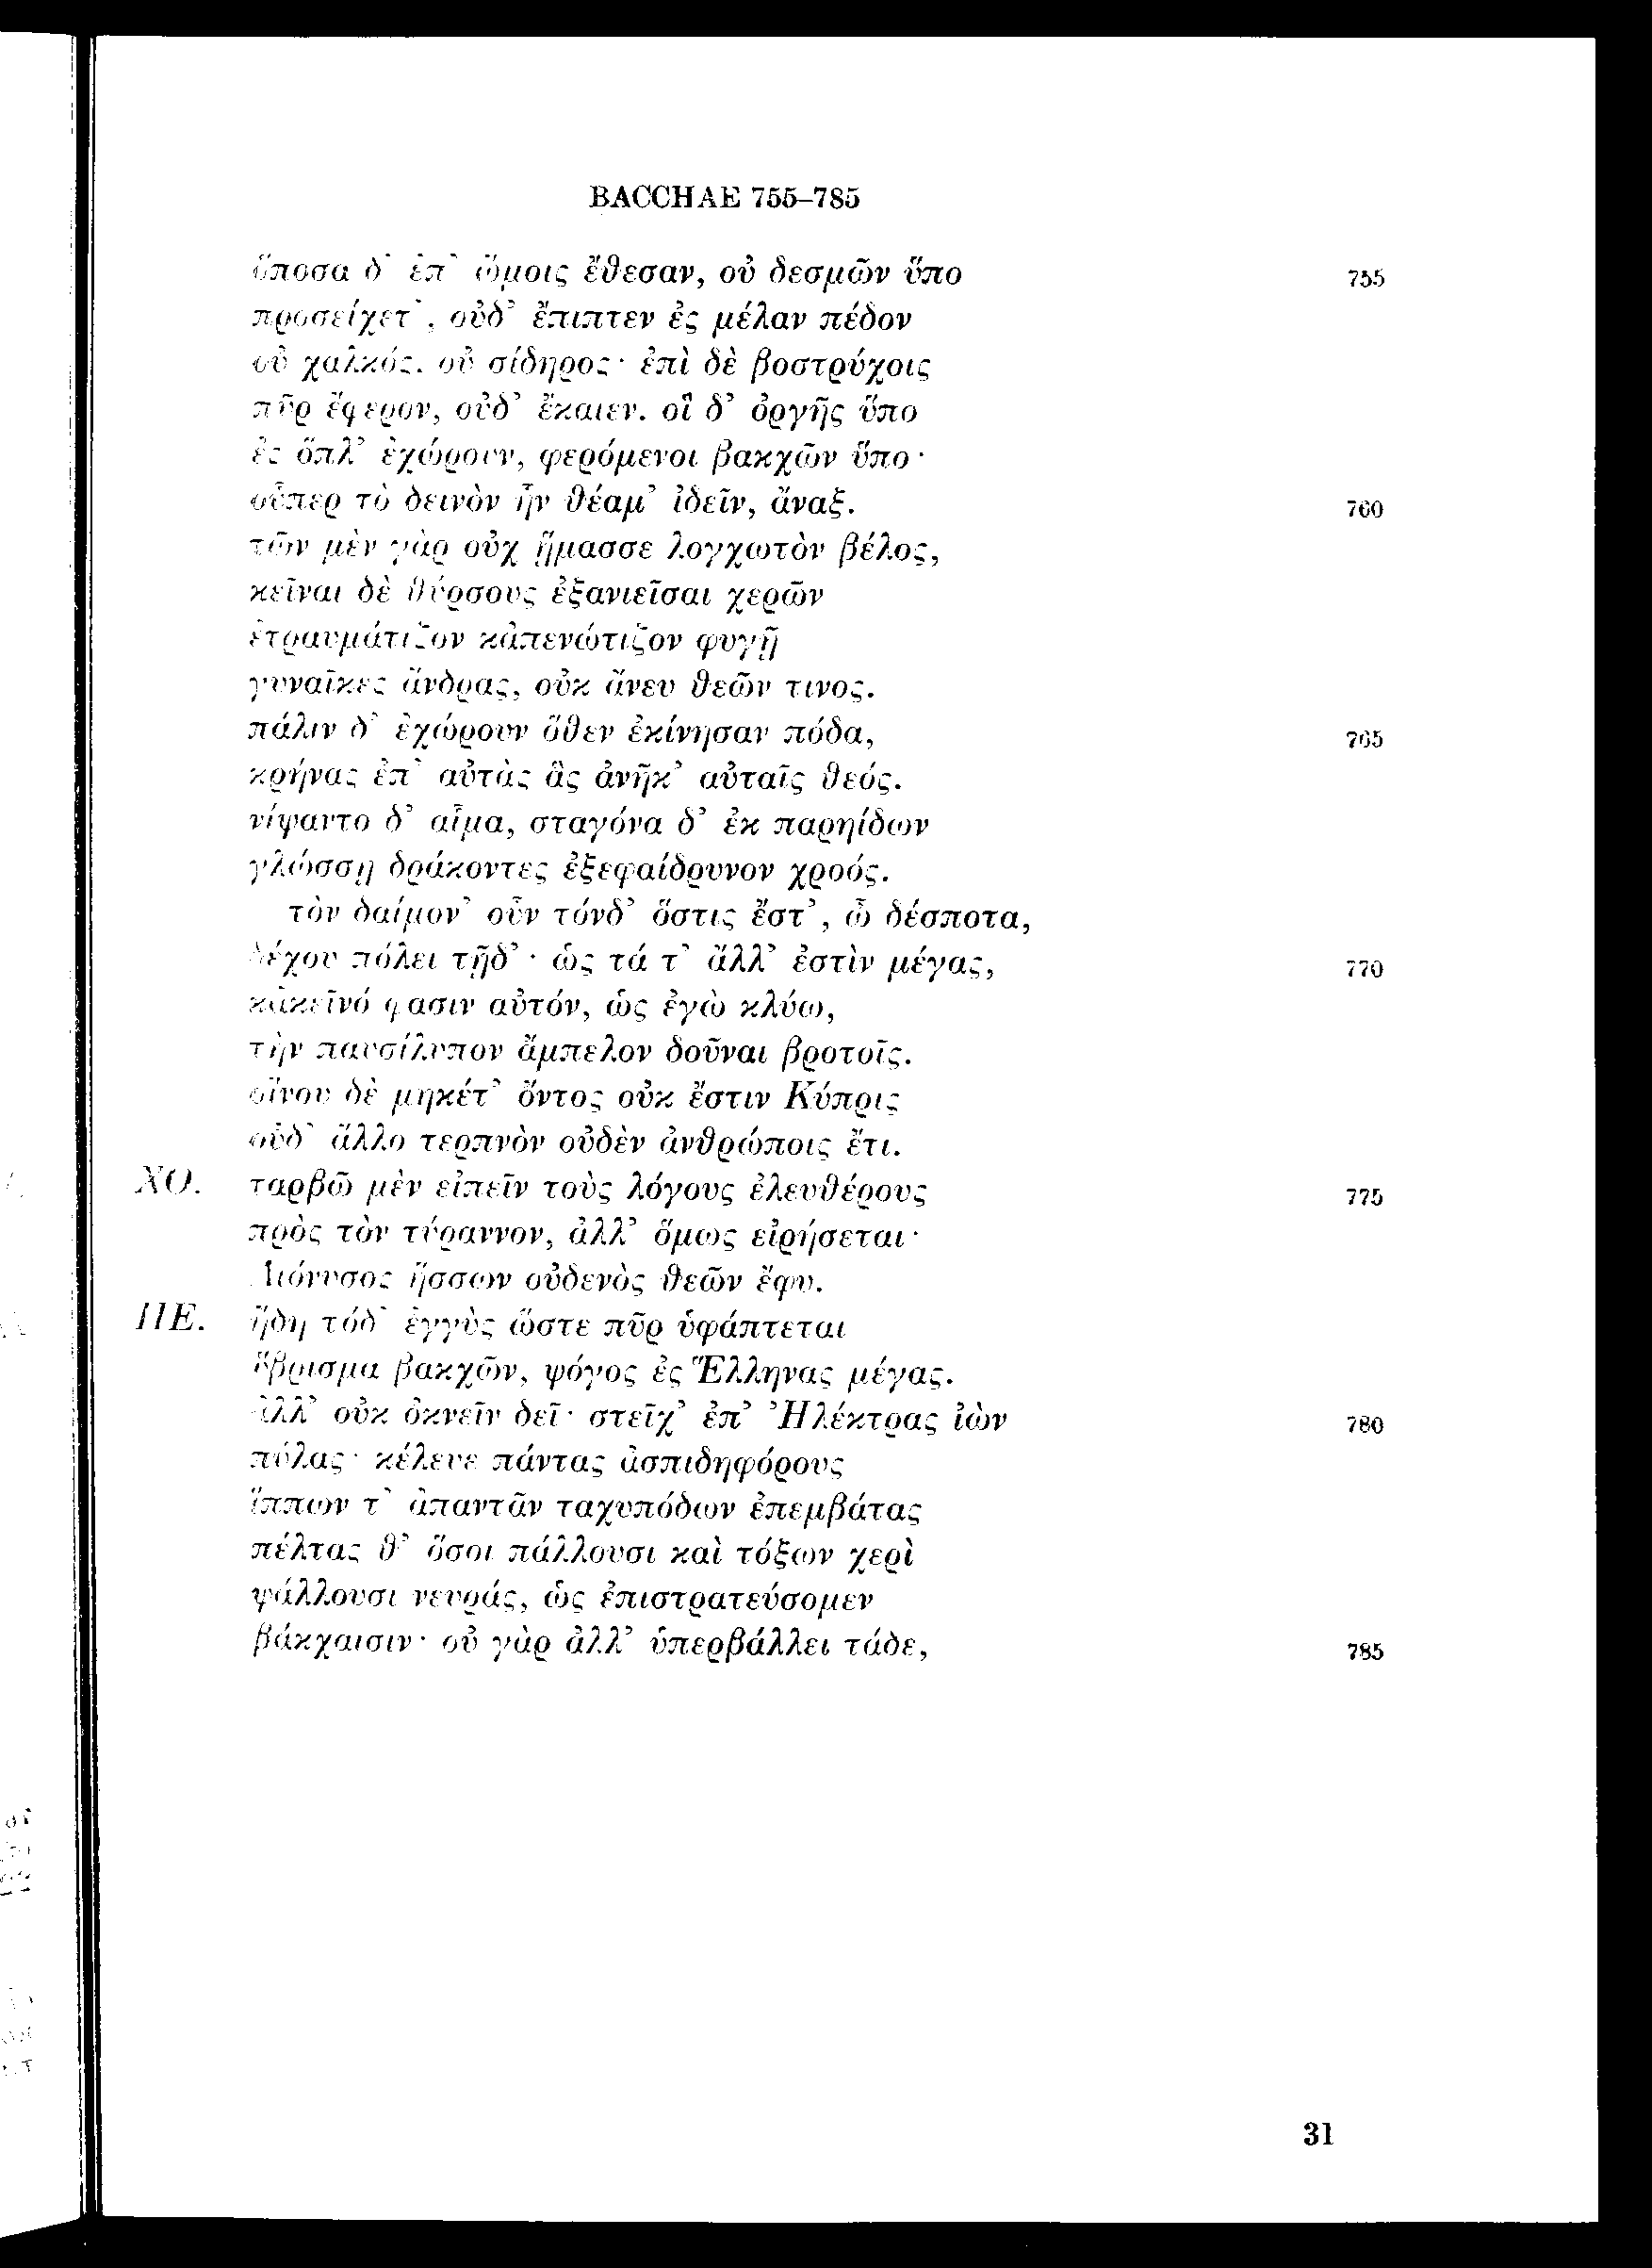 BACCHAE 755–785
ὁπόσα δ' ἐπ' ὤμοις ἔθεσαν, οὐ δεσμῶν ὕπο 755
προσείχετ', οὐδ' ἔπιπτεν ἐς μέλαν πέδον
οὐ χαλκός, οὐ σίδηρος· ἐπὶ δὲ βοστρύχοις
πῦρ ἔφερον, οὐδ' ἔκαιεν. οἳ δ' ὀργῆς ὕπο
ἐς ὅπλ' ἐχώρουν, φερόμενοι βακχῶν ὕπο·
οὗπερ τὸ δεινὸν ἦν θέαμ' ἰδεῖν, ἄναξ. 760
τῶν μὲν γὰρ οὐχ ᾕμασσε λογχωτὸν βέλος,
κεῖναι δὲ θύρσους ἐξανιεῖσαι χερῶν
ἐτραυμάτιζον κἀπενώτιζον φυγῇ
γυναῖκες ἄνδρας, οὐκ ἄνευ θεῶν τινος.
πάλιν δ' ἐχώρουν ὅθεν ἐκίνησαν πόδα, 765
κρήνας ἐπ' αὐτὰς ἃς ἀνῆκ' αὐταῖς θεός.
νίψαντο δ' αἷμα, σταγόνα δ' ἐκ παρηίδων
γλώσσῃ δράκοντες ἐξεφαίδρυνον χροός.
τὸν δαίμον' οὖν τόνδ' ὅστις ἔστ', ὦ δέσποτα,
δέχου πόλει τῇδ'· ὡς τά τ' ἄλλ' ἐστὶν μέγας, 770
κἀκεῖνό φασιν αὐτόν, ὡς ἐγὼ κλύω,
τὴν παυσίλυπον ἄμπελον δοῦναι βροτοῖς.
οἴνου δὲ μηκέτ' ὄντος οὐκ ἔστιν Κύπρις
οὐδ' ἄλλο τερπνὸν οὐδὲν ἀνθρώποις ἔτι.
ΧΟ. ταρβῶ μὲν εἰπεῖν τοὺς λόγους ἐλευθέρους 775
πρὸς τὸν τύραννον, ἀλλ' ὅμως εἰρήσεται·
Διόνυσος ἥσσων οὐδενὸς θεῶν ἔφυ.
ΠΕ. ἤδη τόδ' ἐγγὺς ὥστε πῦρ ὑφάπτεται
ὕβρισμα βακχῶν, ψόγος ἐς Ἕλληνας μέγας.
ἀλλ' οὐκ ὀκνεῖν δεῖ· στεῖχ' ἐπ' Ἠλέκτρας ἰὼν 780
πύλας· κέλευε πάντας ἀσπιδηφόρους
ἵππων τ' ἀπαντᾶν ταχυπόδων ἐπεμβάτας
πέλτας θ' ὅσοι πάλλουσι καὶ τόξων χερὶ
ψάλλουσι νευράς, ὡς ἐπιστρατεύσομεν
βάκχαισιν· οὐ γὰρ ἀλλ' ὑπερβάλλει τάδε, 785
31